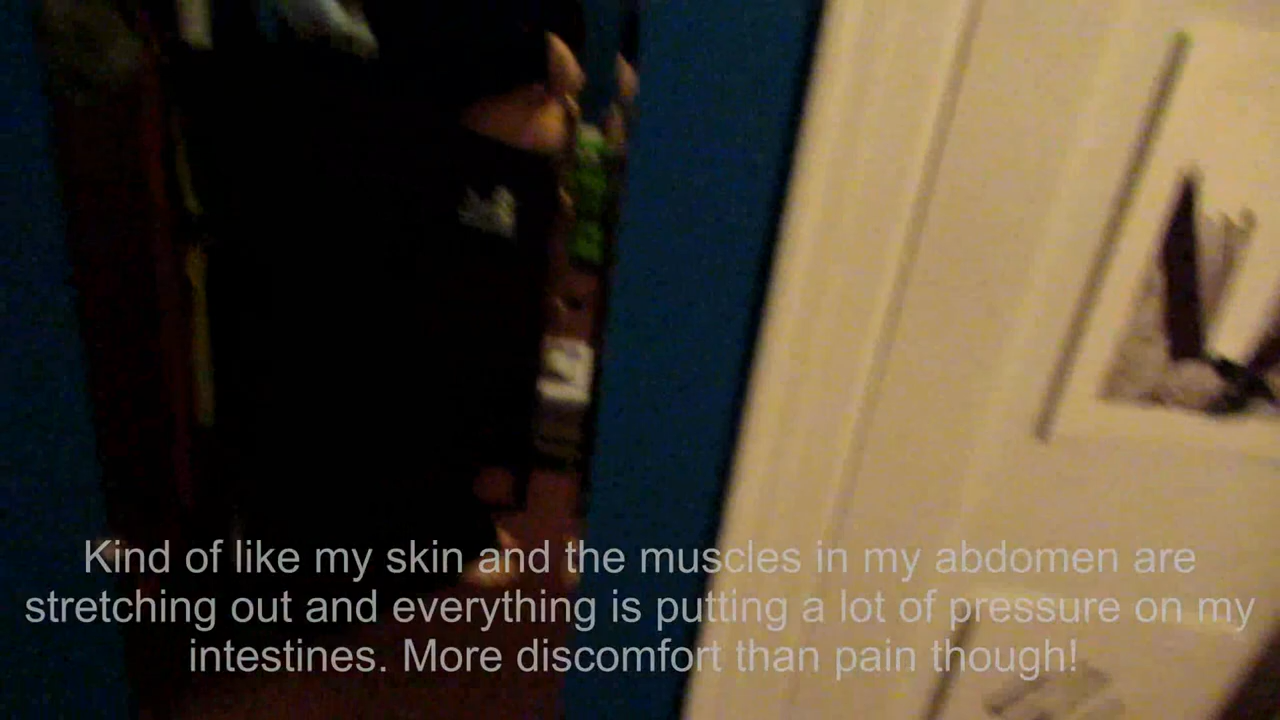 Kind of like my skin and the muscles in my abdomen are
stretching out and everything is putting a lot of pressure on my
intestines. More discomfort than pain though!